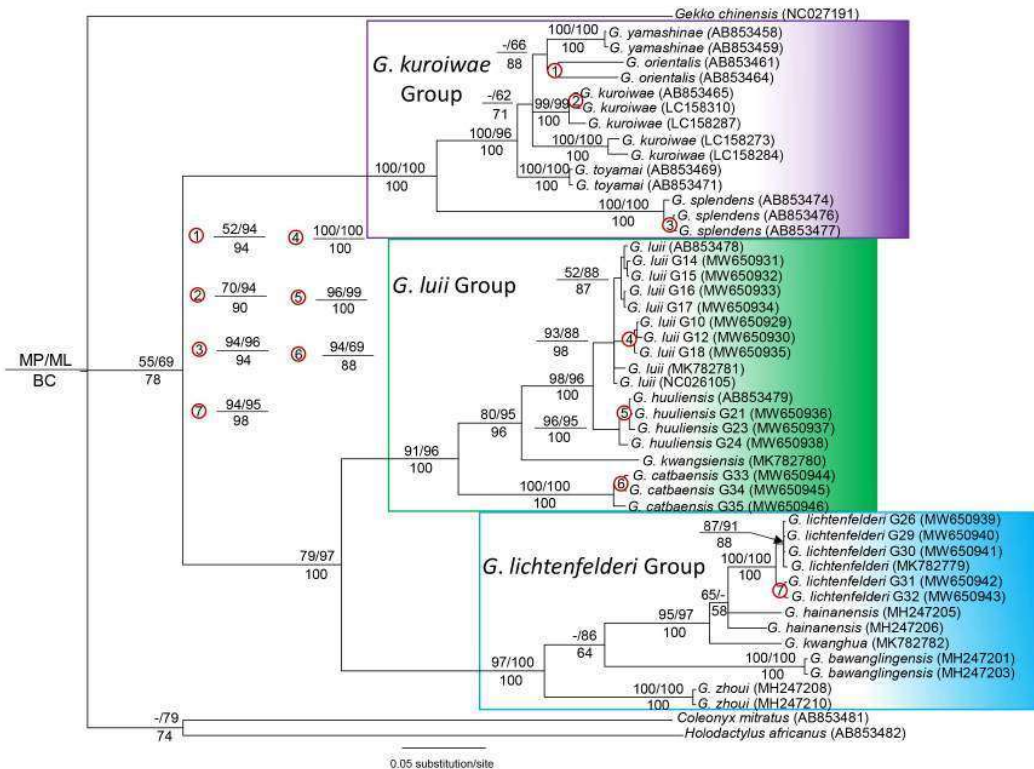 Gekko chinensis (NC027191)
100/100
100
G. yamashinae (AB853458)
G. yamashinae (AB853459)
-/66
88
1
G. orientalis (AB853461)
G. orientalis (AB853464)
G. kuroiwae
Group
-/62
71
99/99
100
2
G. kuroiwae (AB853465)
G. kuroiwae (LC158310)
G. kuroiwae (LC158287)
100/96
100
100/100
100
G. kuroiwae (LC158273)
G. kuroiwae (LC158284)
100/100
100
100/100
100
G. toyamai (AB853469)
G. toyamai (AB853471)
100/100
100
3
G. splendens (AB853474)
G. splendens (AB853476)
G. splendens (AB853477)
1 52/94
94
4 100/100
100
2 70/94
90
5 96/99
100
3 94/96
94
6 94/69
88
7 94/95
98
MP/ML
BC
55/69
78
G. luii Group
52/88
87
G. luii (AB853478)
G. luii G14 (MW650931)
G. luii G15 (MW650932)
G. luii G16 (MW650933)
G. luii G17 (MW650934)
93/88
98
4
G. luii G10 (MW650929)
G. luii G12 (MW650930)
G. luii G18 (MW650935)
G. luii (MK782781)
G. luii (NC026105)
98/96
100
96/95
100
5
G. huuliensis (AB853479)
G. huuliensis G21 (MW650936)
G. huuliensis G23 (MW650937)
G. huuliensis G24 (MW650938)
80/95
96
G. kwangsiensis (MK782780)
91/96
100
100/100
100
6
G. catbaensis G33 (MW650944)
G. catbaensis G34 (MW650945)
G. catbaensis G35 (MW650946)
79/97
100
G. lichtenfelderi Group
87/91
88
100/100
100
7
G. lichtenfelderi G26 (MW650939)
G. lichtenfelderi G29 (MW650940)
G. lichtenfelderi G30 (MW650941)
G. lichtenfelderi (MK782779)
G. lichtenfelderi G31 (MW650942)
G. lichtenfelderi G32 (MW650943)
65/-
58
G. hainanensis (MH247205)
G. hainanensis (MH247206)
95/97
100
G. kwanghua (MK782782)
-/86
64
100/100
100
G. bawanglingensis (MH247201)
G. bawanglingensis (MH247203)
97/100
100
100/100
100
G. zhoui (MH247208)
G. zhoui (MH247210)
-/79
74
Coleonyx mitratus (AB853481)
Holodactylus africanus (AB853482)
0.05 substitution/site